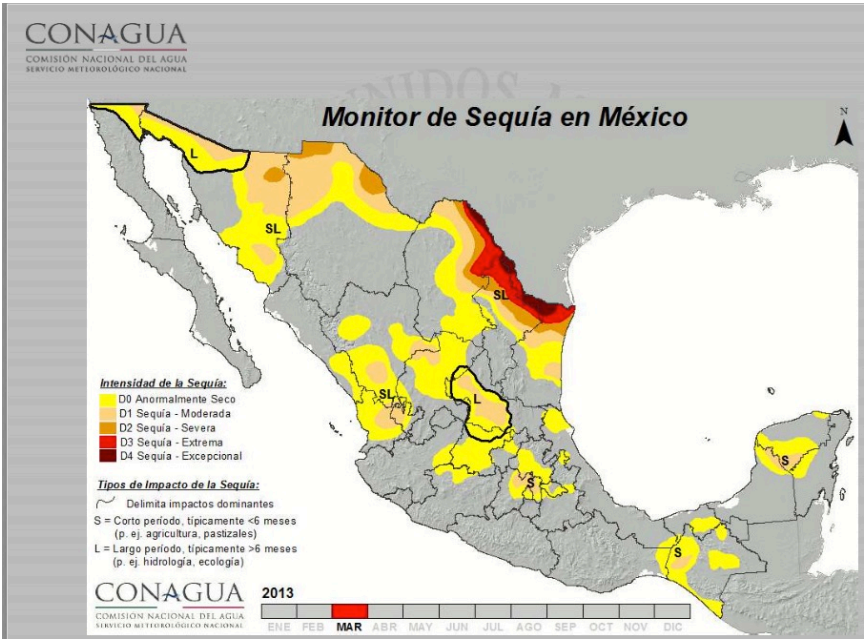 CONAGUA
COMISIÓN NACIONAL DEL AGUA
SERVICIO METEOROLÓGICO NACIONAL
UNIDOS
Monitor de Sequía en México
N
L
SL
SL
SL
L
S
S
S
Intensidad de la Sequía:
D0 Anormalmente Seco
D1 Sequía - Moderada
D2 Sequía - Severa
D3 Sequía - Extrema
D4 Sequía - Excepcional
Tipos de Impacto de la Sequía:
Delimita impactos dominantes
S = Corto período, típicamente <6 meses
(p. ej. agricultura, pastizales)
L = Largo período, típicamente >6 meses
(p. ej. hidrología, ecología)
CONAGUA
COMISIÓN NACIONAL DEL AGUA
SERVICIO METEOROLÓGICO NACIONAL
2013
ENE FEB MAR ABR MAY JUN JUL AGO SEP OCT NOV DIC